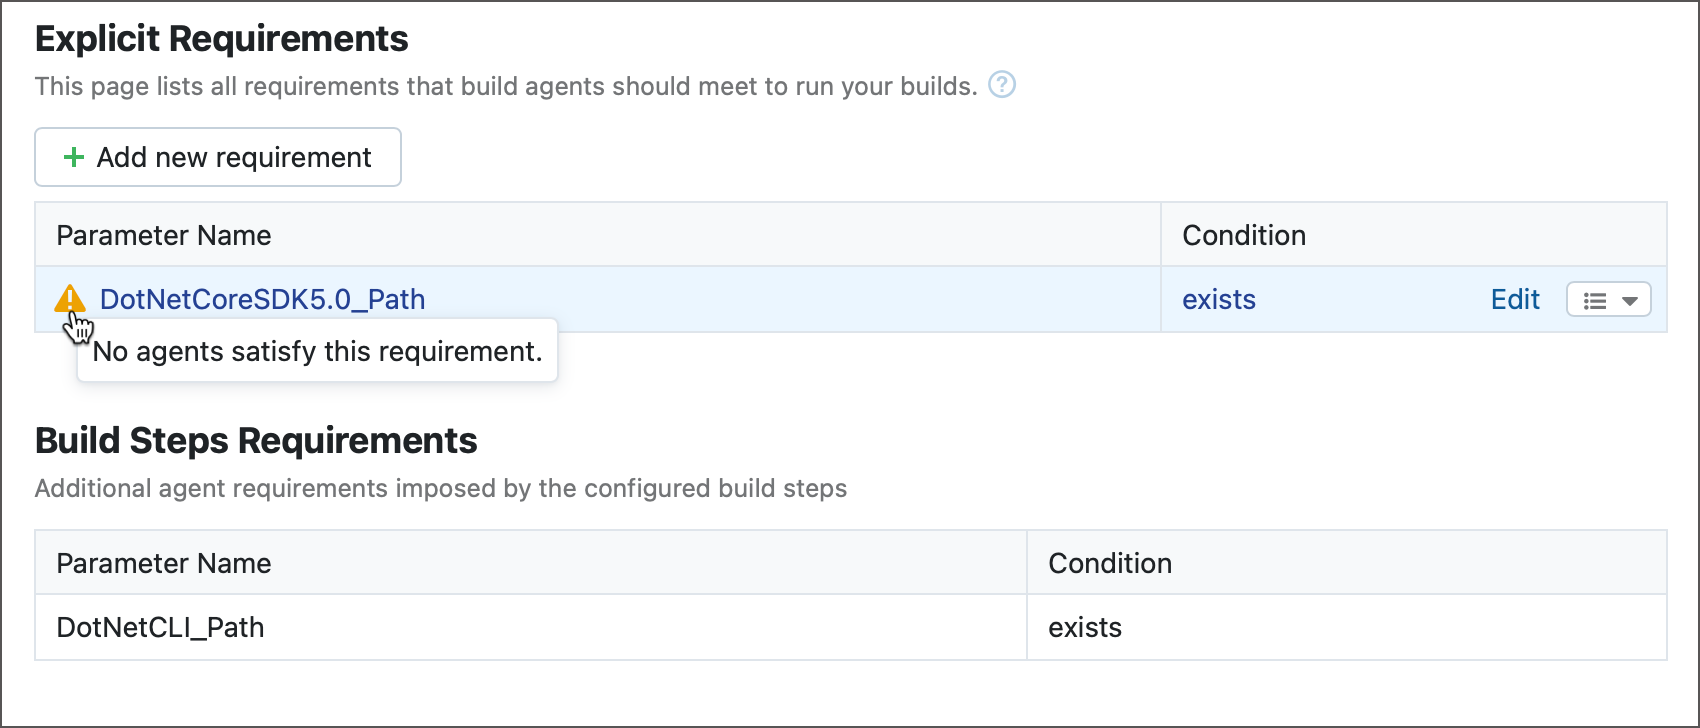 Explicit Requirements
This page lists all requirements that build agents should meet to run your builds. ?
+ Add new requirement
Parameter Name Condition
DotNetCoreSDK5.0_Path exists Edit
No agents satisfy this requirement.
Build Steps Requirements
Additional agent requirements imposed by the configured build steps
Parameter Name Condition
DotNetCLI_Path exists